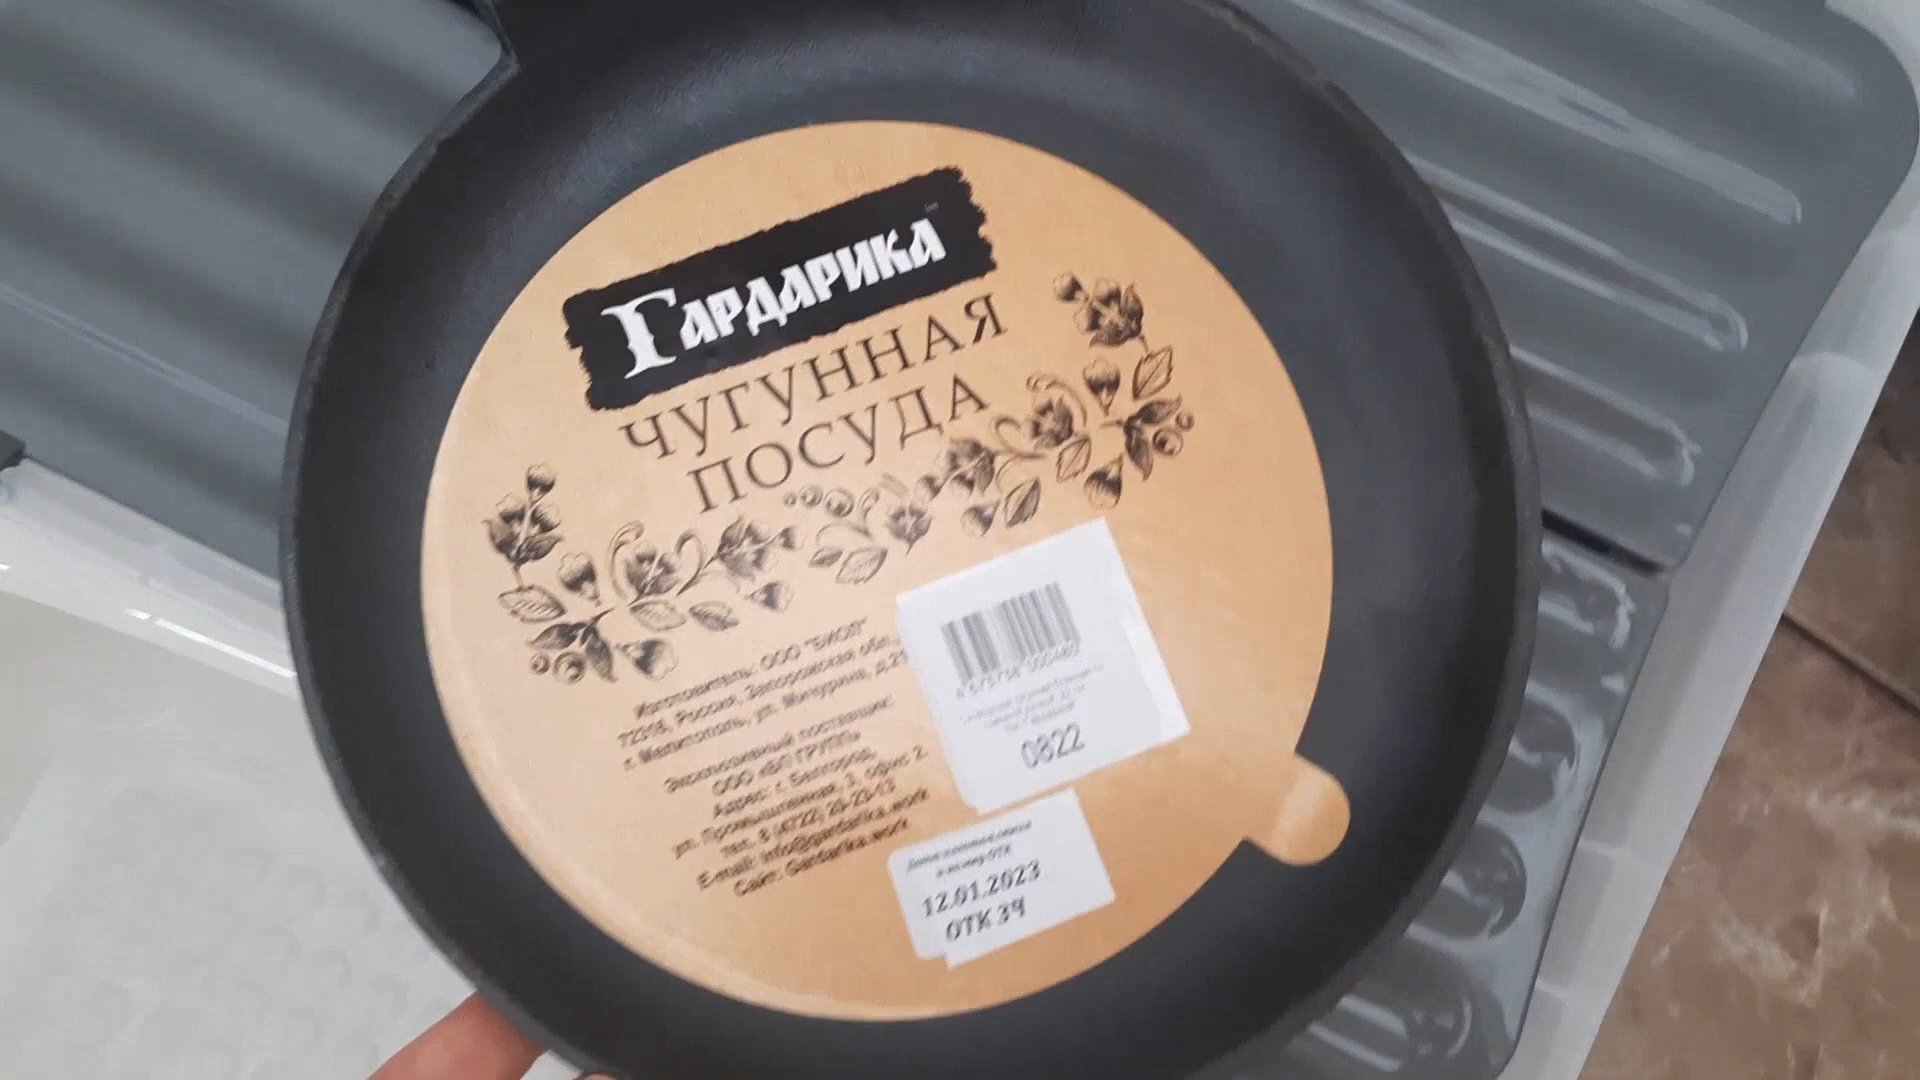 Гардарика
ЧУГУННАЯ
ПОСУДА
Изготовитель: ООО "БИОЛ"
72318, Россия, Запорожская обл.,
г. Мелитополь, ул. Мичурина, д.21
Эксклюзивный поставщик:
ООО «БЛ ГРУПП»
Адрес: г. Белгород,
ул. Промышленная, 3, офис 2.
тел. 8 (4722) 20-23-13
E-mail: info@gardarika.work
Сайт: Gardarika.work
0822
12.01.2023
ОТК 3Ч